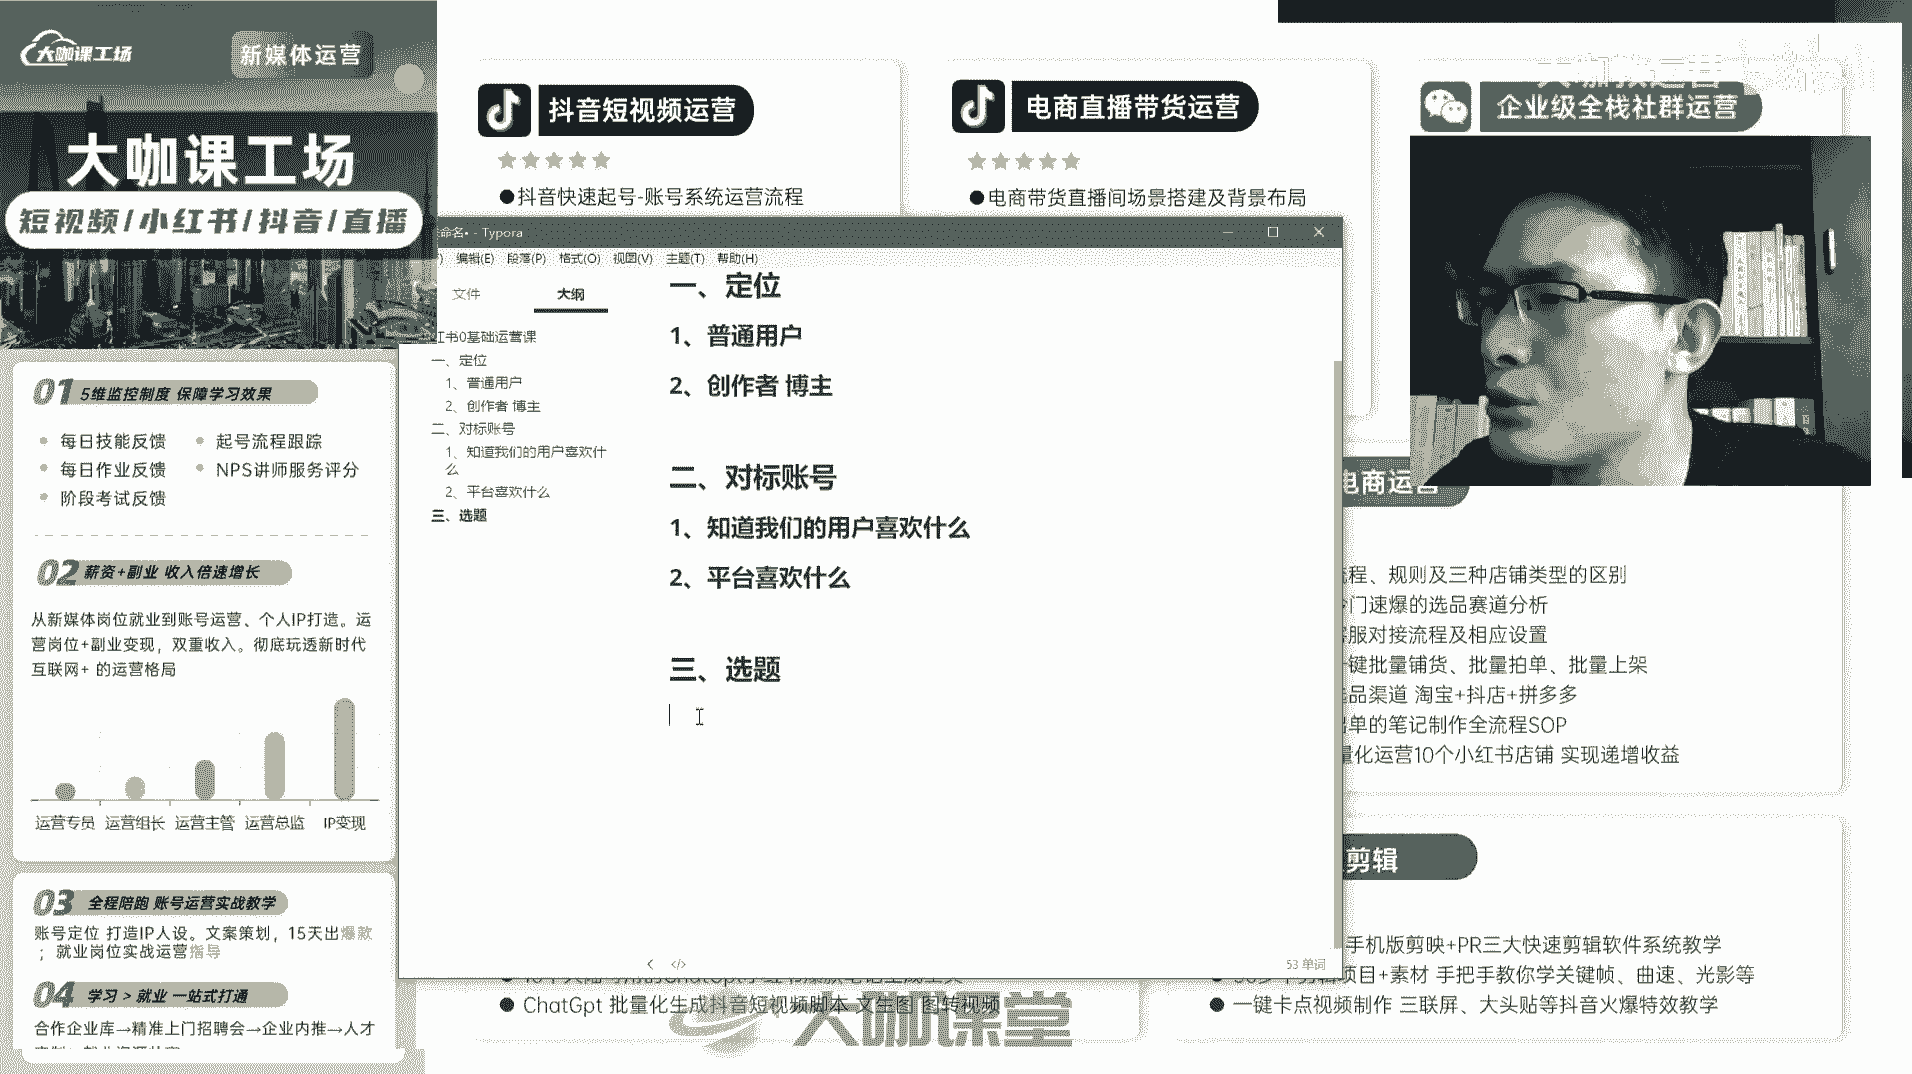 大咖课工场
新媒体运营
大咖课工场
短视频/小红书/抖音/直播
01 5维监控制度 保障学习效果
每日技能反馈
起号流程跟踪
每日作业反馈
NPS讲师服务评分
阶段考试反馈
02 薪资+副业 收入倍速增长
从新媒体岗位就业到账号运营、个人IP打造。运
营岗位+副业变现，双重收入。彻底玩透新时代
互联网+ 的运营格局
运营专员 运营组长 运营主管 运营总监 IP变现
03 全程陪跑 账号运营实战教学
账号定位 打造IP人设。文案策划，15天出爆款
；就业岗位实战运营指导
04 学习 > 就业 一站式打通
合作企业库→精准上门招聘会→企业内推→人才
抖音短视频运营
●抖音快速起号-账号系统运营流程
电商直播带货运营
●电商带货直播间场景搭建及背景布局
企业级全栈社群运营
命名• - Typora
编辑(E) 段落(P) 格式(O) 视图(V) 主题(T) 帮助(H)
文件 大纲
红书0基础运营课
一、定位
1、普通用户
2、创作者 博主
二、对标账号
1、知道我们的用户喜欢什
么
2、平台喜欢什么
三、选题
一、定位
1、普通用户
2、创作者 博主
二、对标账号
1、知道我们的用户喜欢什么
2、平台喜欢什么
三、选题
53 单词
电商运营
流程、规则及三种店铺类型的区别
冷门速爆的选品赛道分析
客服对接流程及相应设置
一键批量铺货、批量拍单、批量上架
选品渠道 淘宝+抖店+拼多多
出单的笔记制作全流程SOP
量化运营10个小红书店铺 实现递增收益
剪辑
手机版剪映+PR三大快速剪辑软件系统教学
剪辑项目+素材 手把手教你学关键帧、曲速、光影等
● 一键卡点视频制作 三联屏、大头贴等抖音火爆特效教学
● ChatGpt 批量化生成抖音短视频脚本 文生图 图转视频
大咖课堂